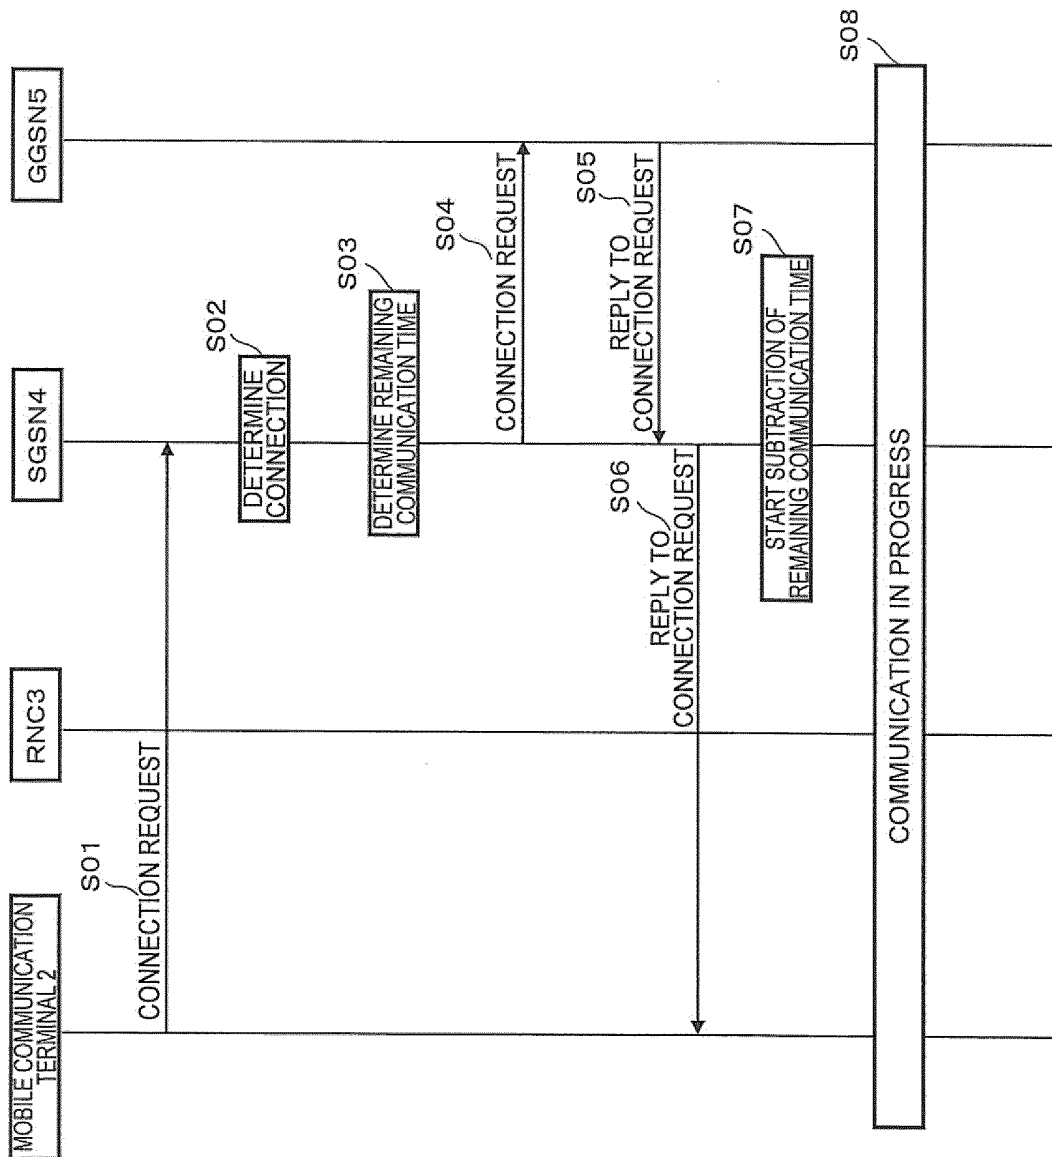 MOBILE COMMUNICATION
TERMINAL 2
RNC3
SGSN4
GGSN5
S01
CONNECTION REQUEST
S02
DETERMINE
CONNECTION
S03
DETERMINE REMAINING
COMMUNICATION TIME
S04
CONNECTION REQUEST
S05
REPLY TO
CONNECTION REQUEST
S06
REPLY TO
CONNECTION REQUEST
S07
START SUBTRACTION OF
REMAINING COMMUNICATION TIME
S08
COMMUNICATION IN PROGRESS